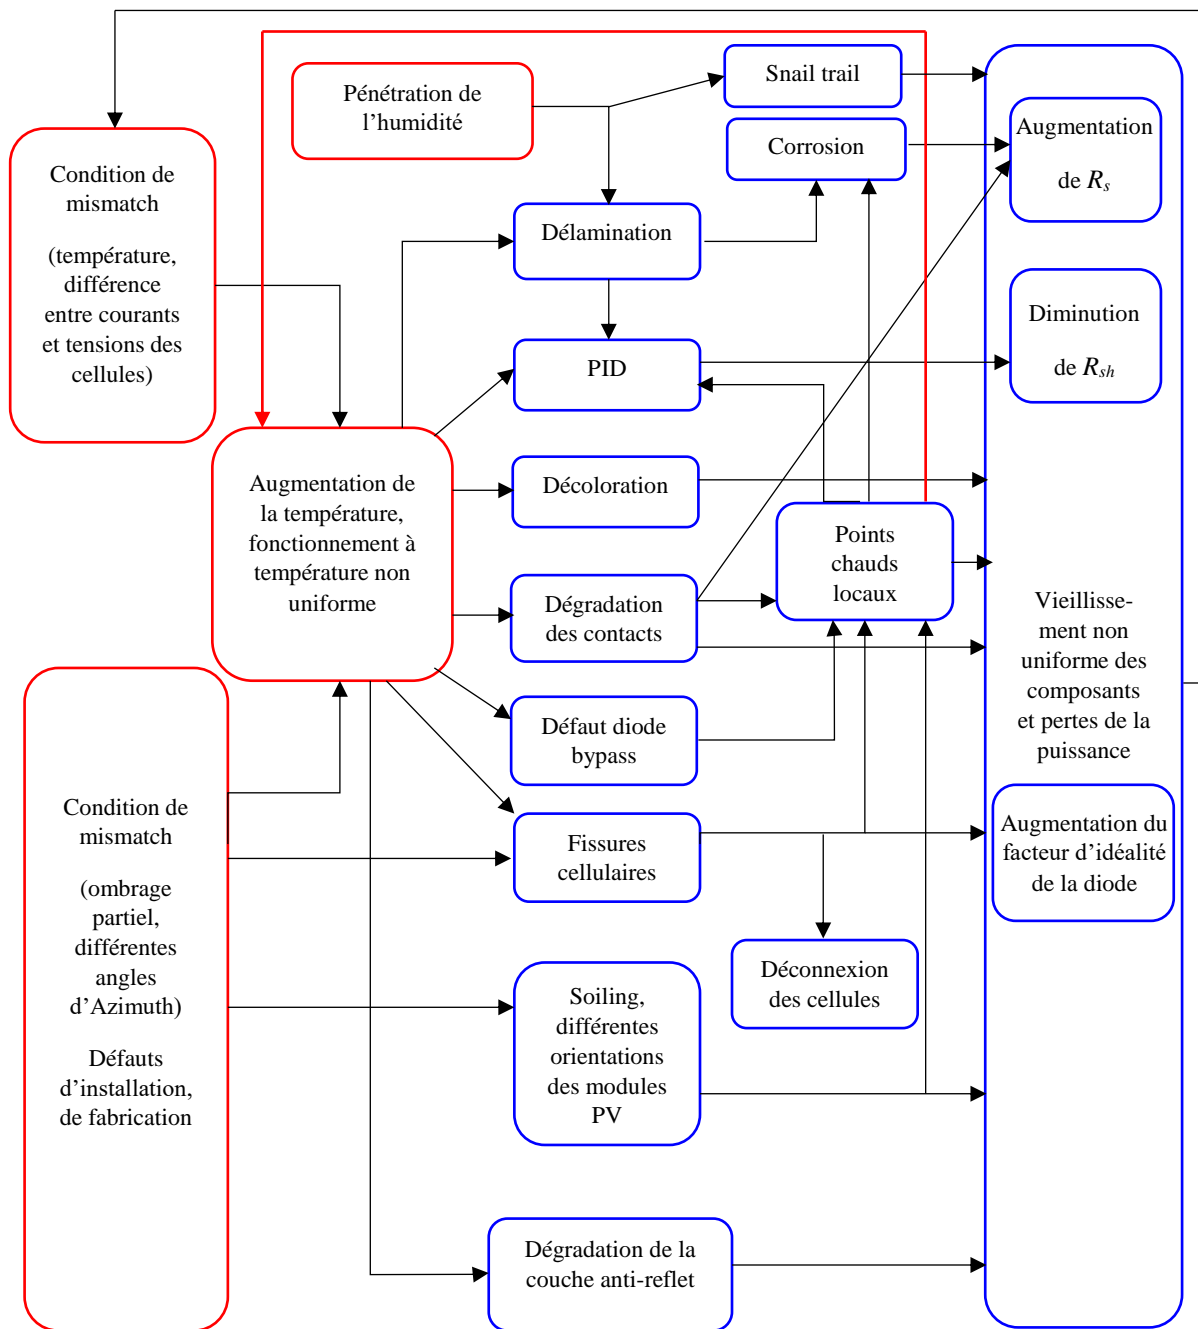 Snail trail
Pénétration de
l’humidité
Augmentation
de Rs
Corrosion
Condition de
mismatch
(température,
différence
entre courants
et tensions des
cellules)
Délamination
Diminution
de Rsh
PID
Augmentation de
la température,
fonctionnement à
température non
uniforme
Décoloration
Points
chauds
locaux
Dégradation
des contacts
Vieillisse-
ment non
uniforme des
composants
et pertes de la
puissance
Défaut diode
bypass
Condition de
mismatch
(ombrage
partiel,
différentes
angles
d’Azimuth)
Défauts
d’installation,
de fabrication
Fissures
cellulaires
Augmentation du
facteur d’idéalité
de la diode
Déconnexion
des cellules
Soiling,
différentes
orientations
des modules
PV
Dégradation de la
couche anti-reflet